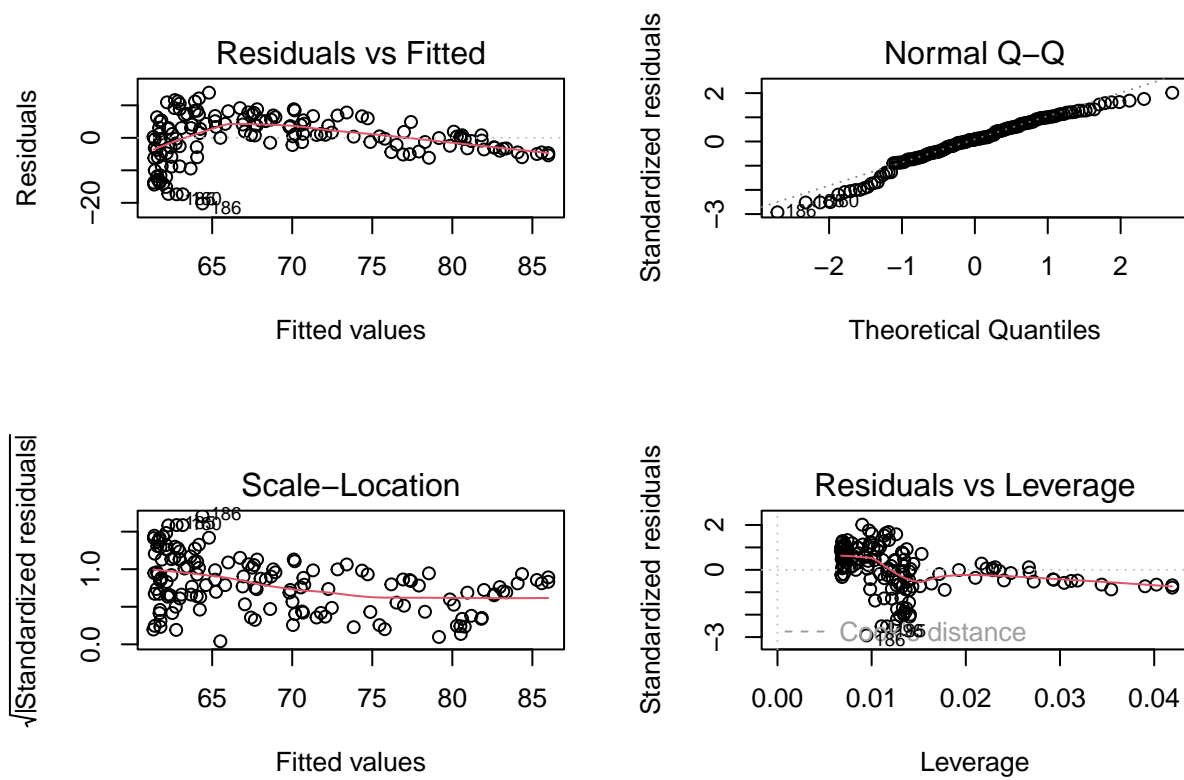 Residuals vs Fitted
Residuals
0
−20
65 70 75 80 85
Fitted values
186
Normal Q−Q
Standardized residuals
2
0
−3
−2 −1 0 1 2
Theoretical Quantiles
186
Scale−Location
√|Standardized residuals|
1.0
0.0
65 70 75 80 85
Fitted values
186
Residuals vs Leverage
Standardized residuals
2
0
−3
0.00 0.01 0.02 0.03 0.04
Leverage
Cook's distance
186